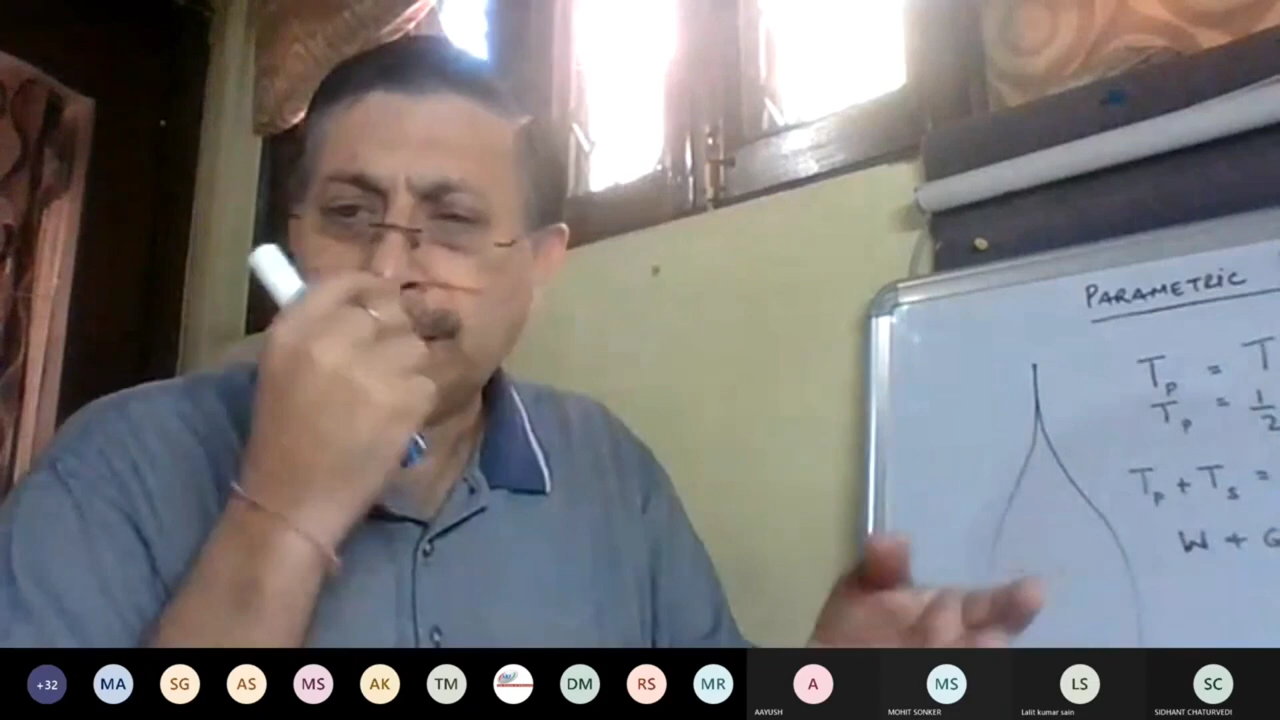 PARAMETRIC
Tp = T
Tp = 1/2
Tp + Ts =
W + G
+32
MA
SG
AS
MS
AK
TM
DM
RS
MR
A
MS
LS
SC
AAYUSH
MOHIT SONKER
Lalit kumar sain
SIDHANT CHATURVEDI